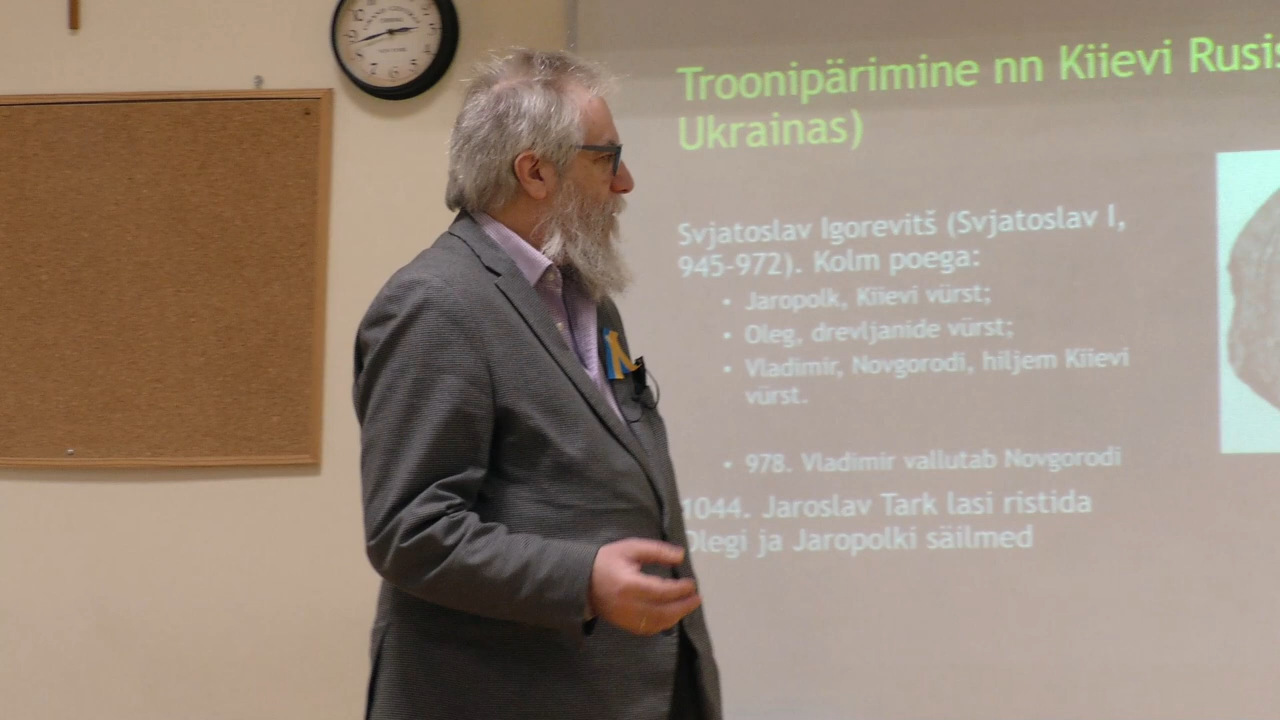 Troonipärimine nn Kiievi Rusis
Ukrainas)
Svjatoslav Igorevitš (Svjatoslav I,
945-972). Kolm poega:
• Jaropolk, Kiievi vürst;
• Oleg, drevljanide vürst;
• Vladimir, Novgorodi, hiljem Kiievi
vürst.
• 978. Vladimir vallutab Novgorodi
1044. Jaroslav Tark lasi ristida
Olegi ja Jaropolki säilmed